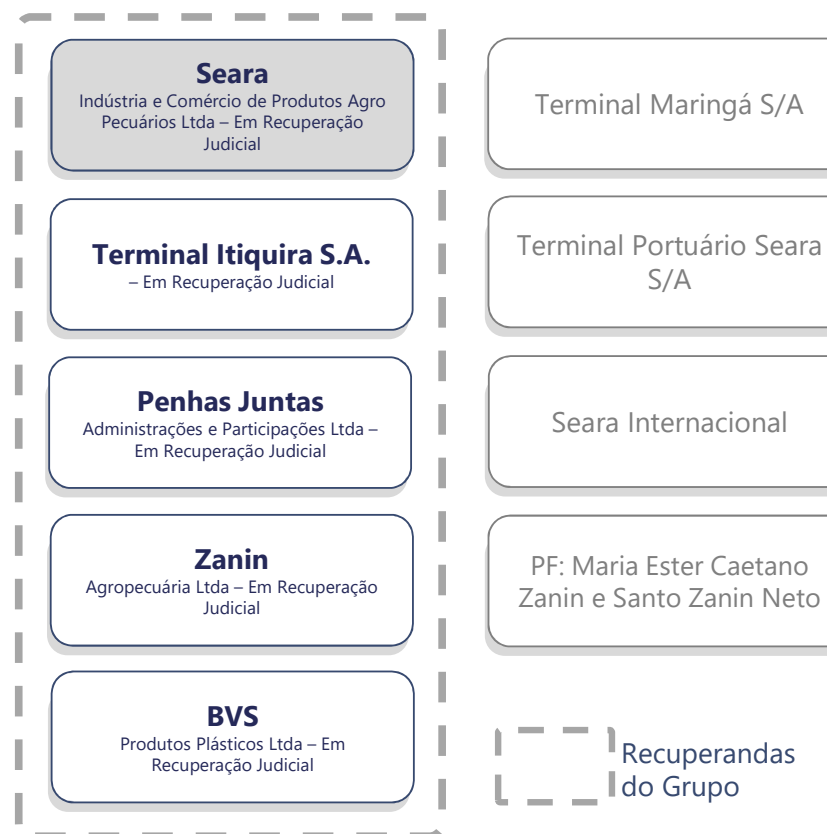 Seara
Indústria e Comércio de Produtos Agro
Pecuários Ltda – Em Recuperação
Judicial
Terminal Itiquira S.A.
– Em Recuperação Judicial
Penhas Juntas
Administrações e Participações Ltda –
Em Recuperação Judicial
Zanin
Agropecuária Ltda – Em Recuperação
Judicial
BVS
Produtos Plásticos Ltda – Em
Recuperação Judicial
Terminal Maringá S/A
Terminal Portuário Seara
S/A
Seara Internacional
PF: Maria Ester Caetano
Zanin e Santo Zanin Neto
Recuperandas
do Grupo